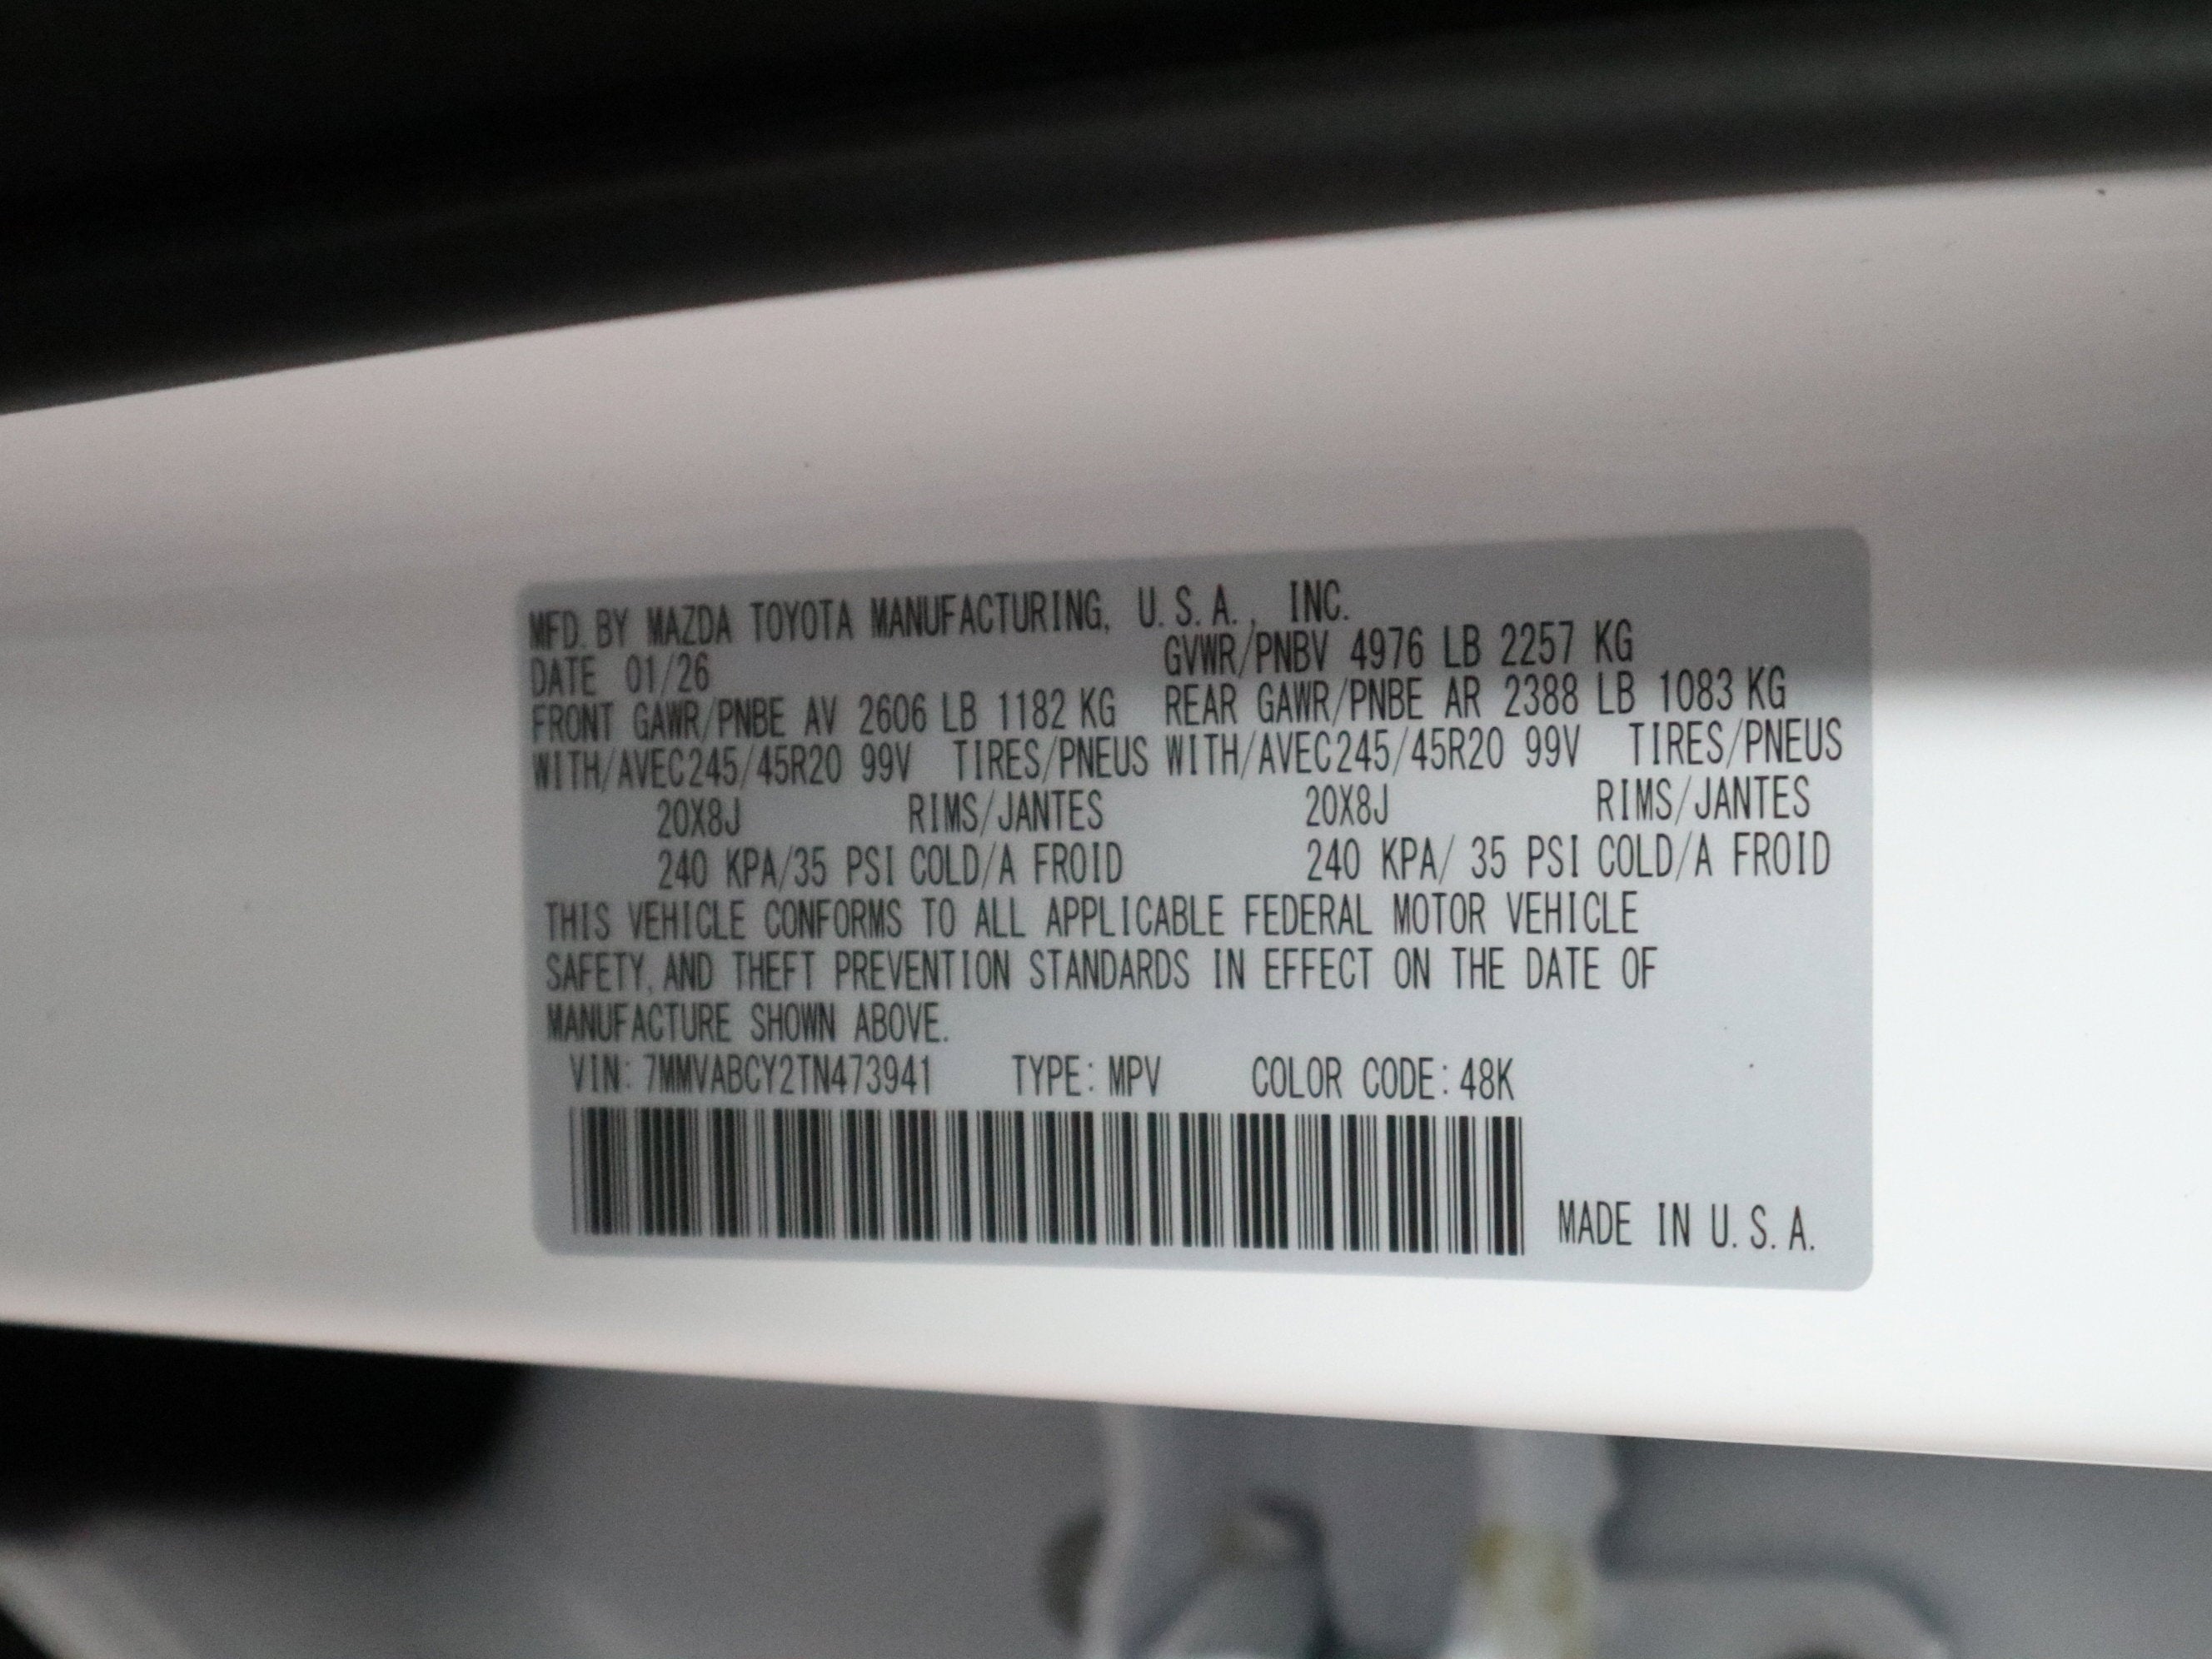 MFD. BY MAZDA TOYOTA MANUFACTURING, U.S.A., INC.
DATE 01/26 GVWR/PNBV 4976 LB 2257 KG
FRONT GAWR/PNBE AV 2606 LB 1182 KG REAR GAWR/PNBE AR 2388 LB 1083 KG
WITH/AVEC245/45R20 99V TIRES/PNEUS WITH/AVEC245/45R20 99V TIRES/PNEUS
20X8J RIMS/JANTES 20X8J RIMS/JANTES
240 KPA/35 PSI COLD/A FROID 240 KPA/ 35 PSI COLD/A FROID
THIS VEHICLE CONFORMS TO ALL APPLICABLE FEDERAL MOTOR VEHICLE
SAFETY, AND THEFT PREVENTION STANDARDS IN EFFECT ON THE DATE OF
MANUFACTURE SHOWN ABOVE.
VIN: 7MMVABCY2TN473941 TYPE: MPV COLOR CODE: 48K
MADE IN U.S.A.